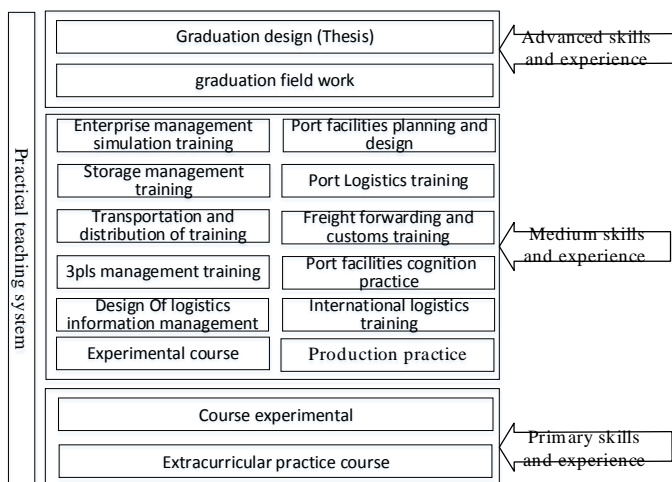 Practical teaching system
Graduation design (Thesis)
graduation field work
Advanced skills
and experience
Enterprise management
simulation training
Port facilities planning and
design
Storage management
training
Port Logistics training
Transportation and
distribution of training
Freight forwarding and
customs training
3pls management training
Port facilities cognition
practice
Design Of logistics
information management
International logistics
training
Experimental course
Production practice
Medium skills
and experience
Course experimental
Extracurricular practice course
Primary skills
and experience